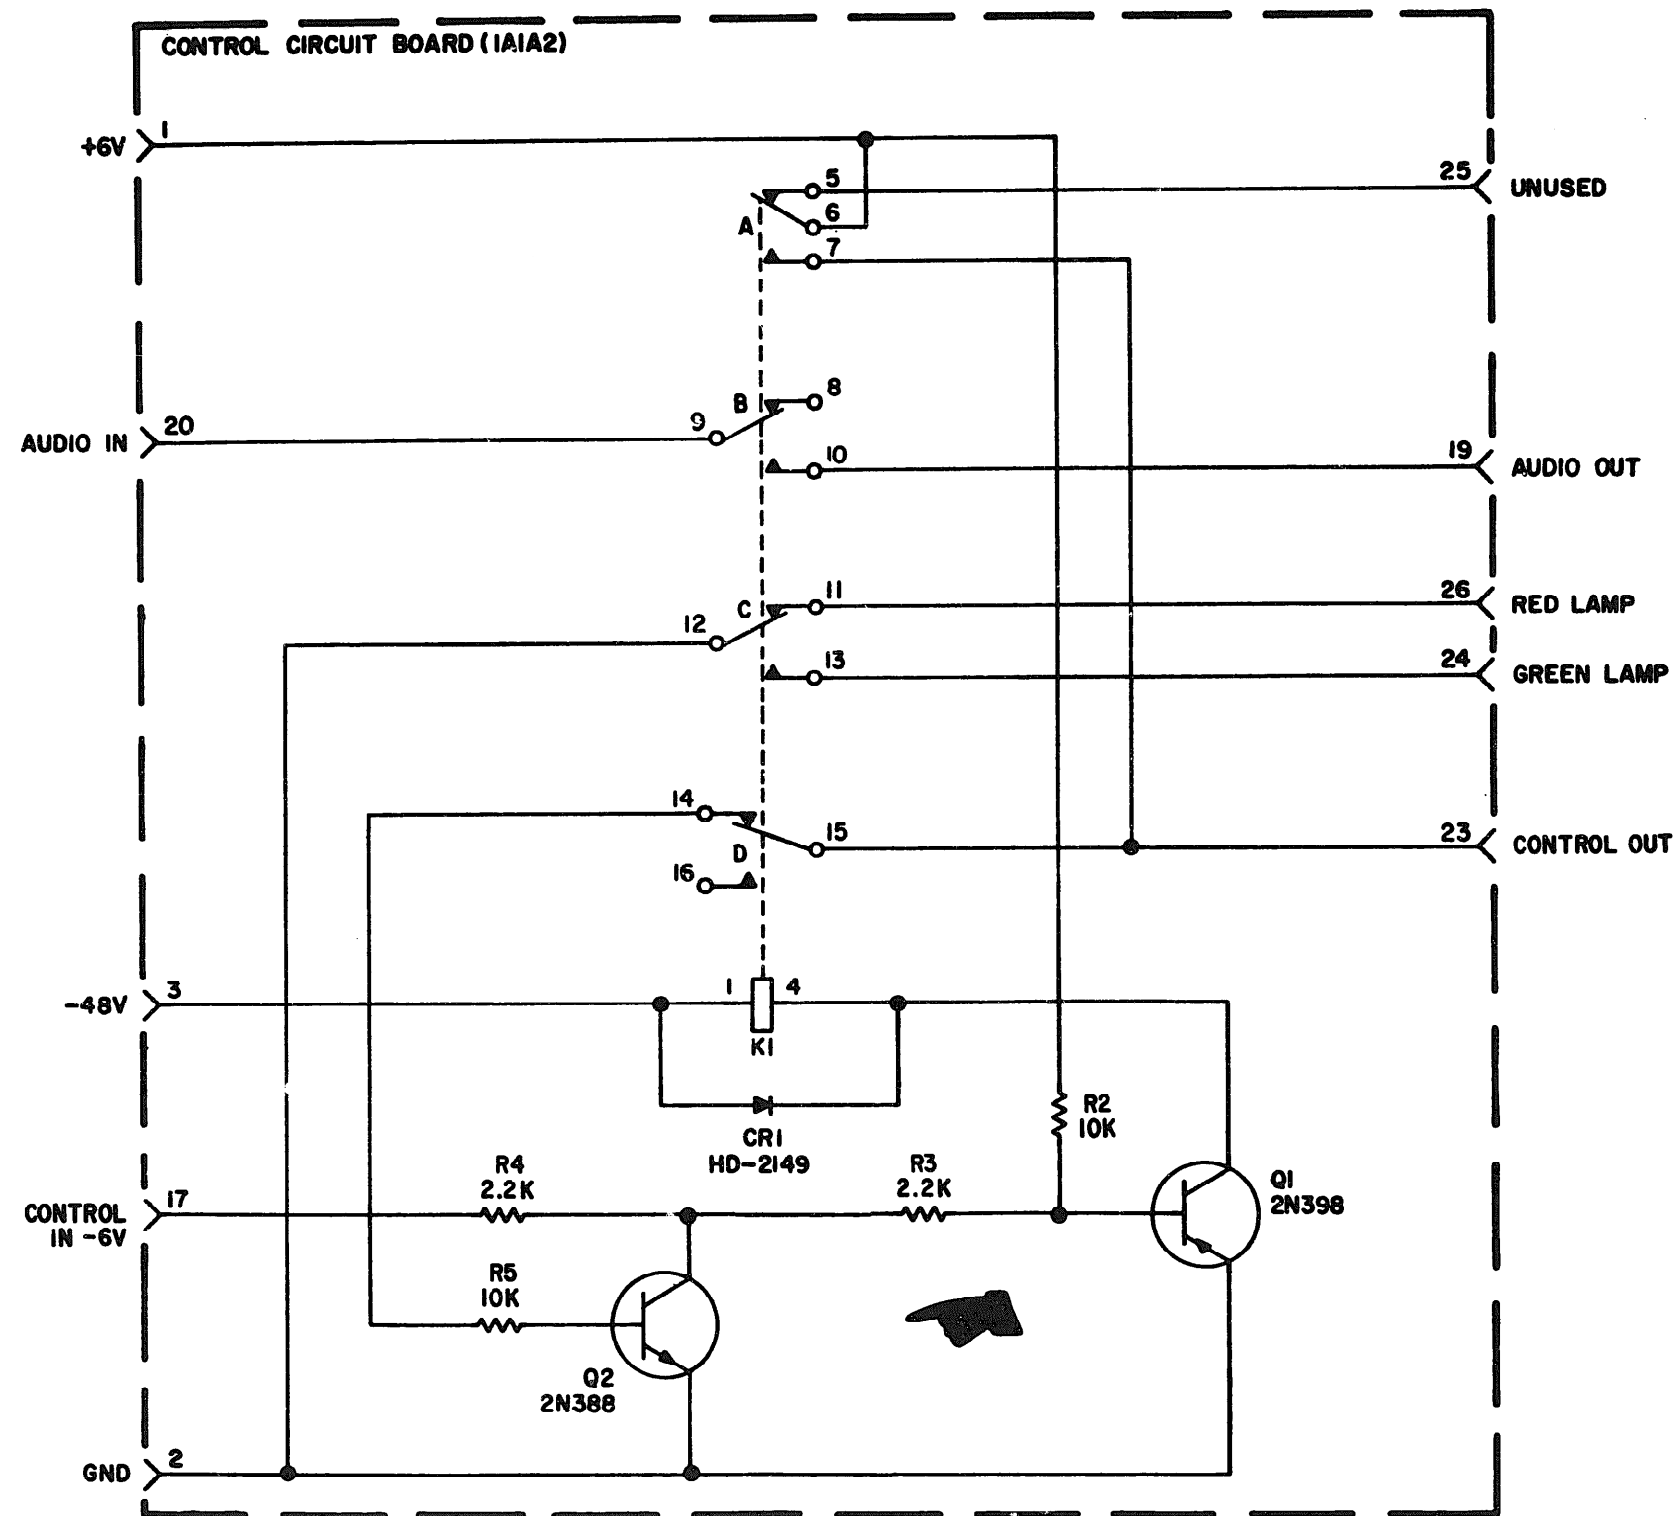 CONTROL CIRCUIT BOARD (1A1A2)
+6V
1
5
25
UNUSED
6
A
7
8
B
9
20
AUDIO IN
10
19
AUDIO OUT
11
26
RED LAMP
C
12
13
24
GREEN LAMP
14
15
23
CONTROL OUT
D
16
-48V
3
1
4
K1
R2
10K
CR1
HD-2149
R4
2.2K
R3
2.2K
Q1
2N398
17
CONTROL
IN -6V
R5
10K
Q2
2N388
2
GND